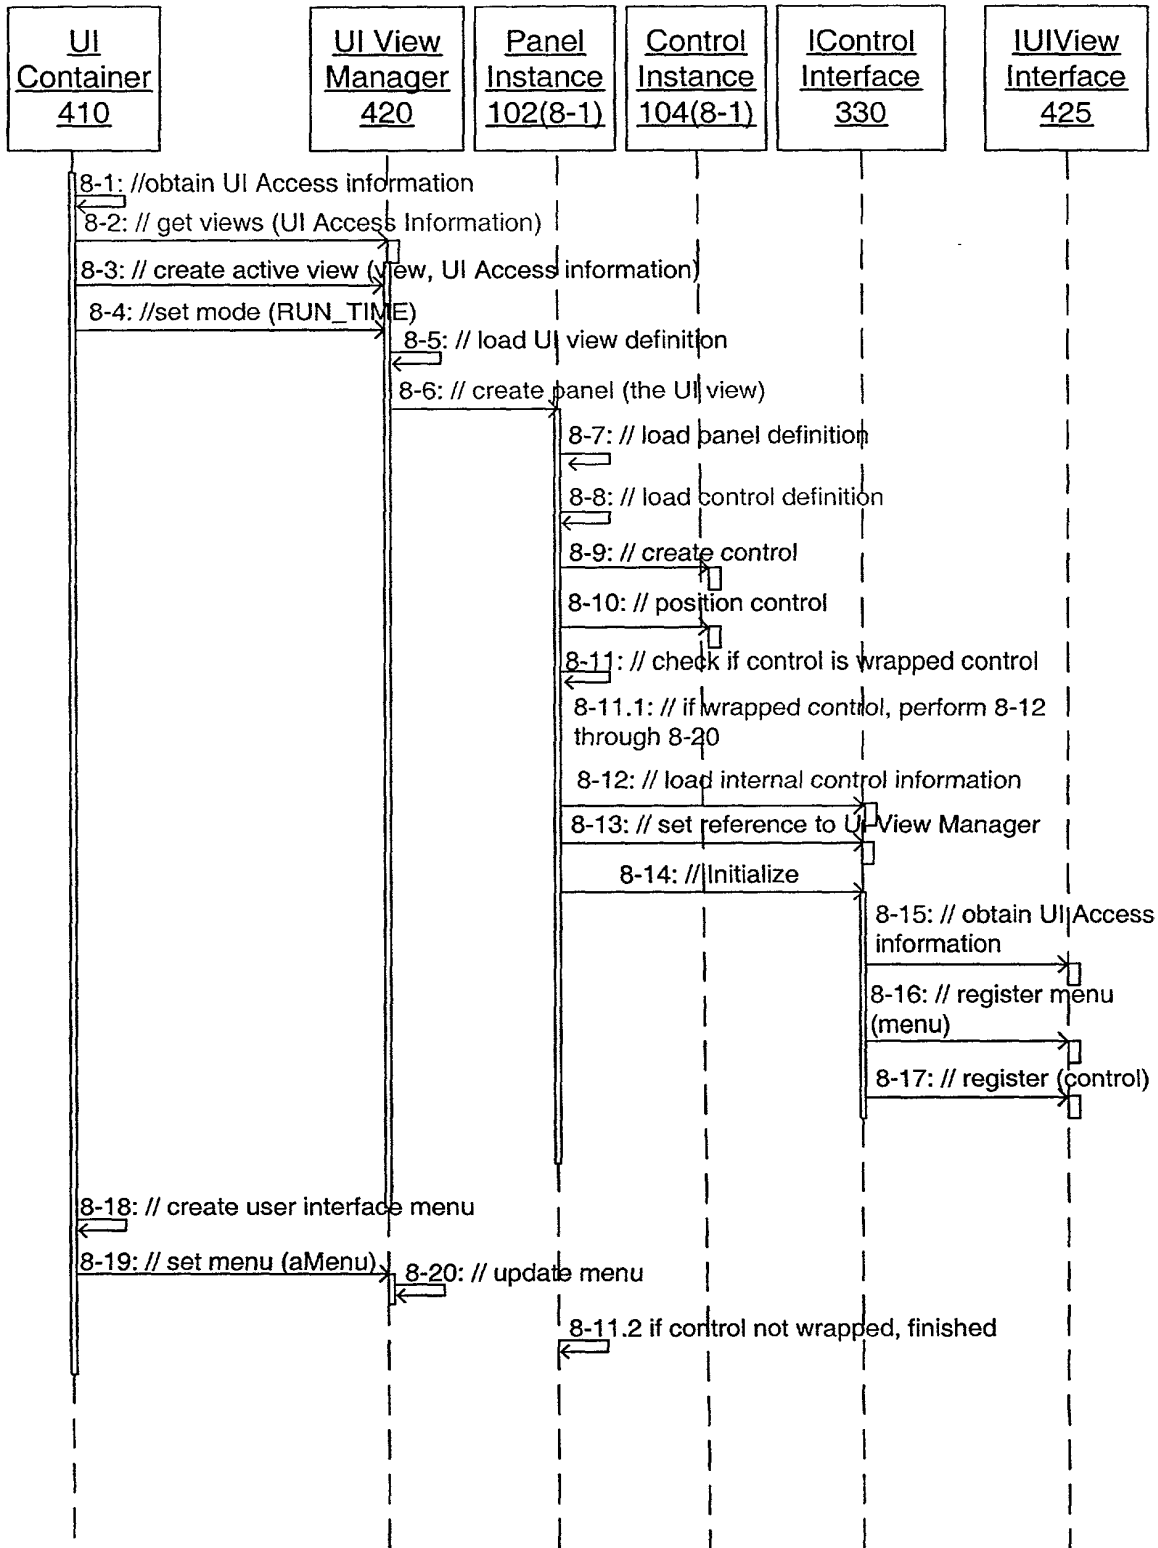 UI
Container
410
UI View
Manager
420
Panel
Instance
102(8-1)
Control
Instance
104(8-1)
IControl
Interface
330
IUIView
Interface
425
8-1: //obtain UI Access information
8-2: // get views (UI Access Information)
8-3: // create active view (view, UI Access information)
8-4: //set mode (RUN_TIME)
8-5: // load UI view definition
8-6: // create panel (the UI view)
8-7: // load panel definition
8-8: // load control definition
8-9: // create control
8-10: // position control
8-11: // check if control is wrapped control
8-11.1: // if wrapped control, perform 8-12
through 8-20
8-12: // load internal control information
8-13: // set reference to UI View Manager
8-14: // Initialize
8-15: // obtain UI Access
information
8-16: // register menu
(menu)
8-17: // register (control)
8-18: // create user interface menu
8-19: // set menu (aMenu)
8-20: // update menu
8-11.2 if control not wrapped, finished